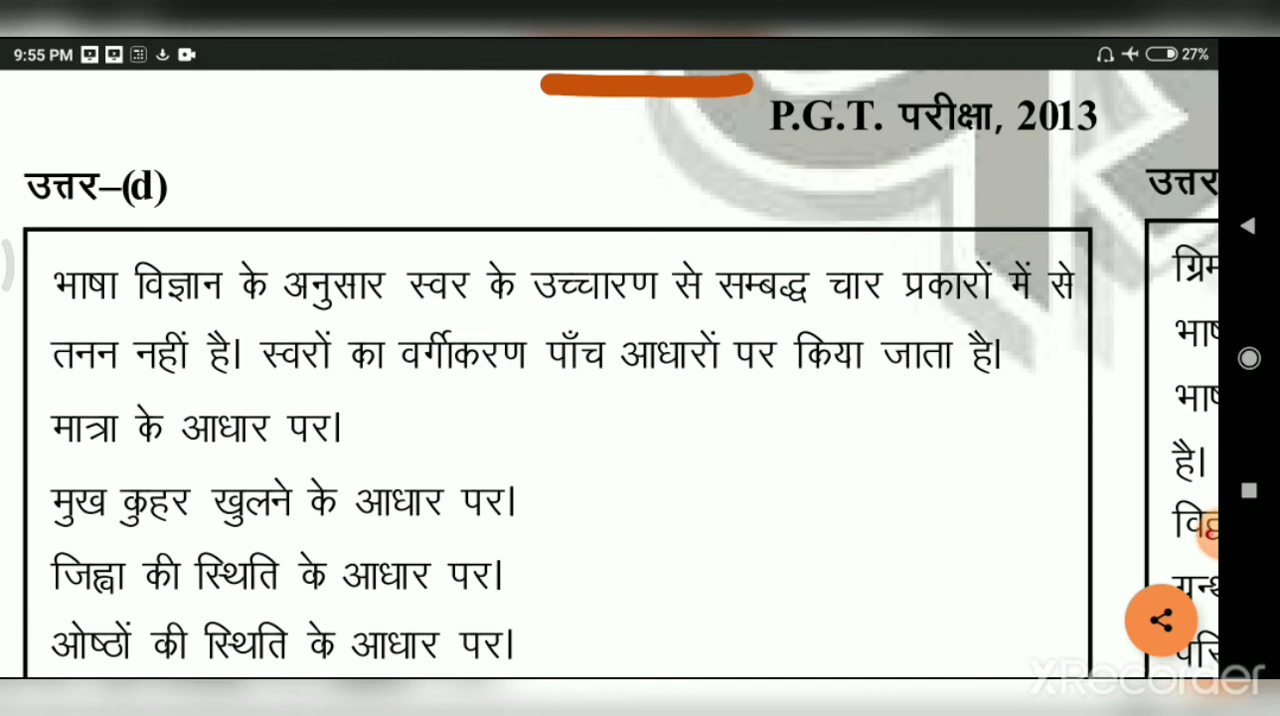 9:55 PM
27%
P.G.T. परीक्षा, 2013
उत्तर–(d)
भाषा विज्ञान के अनुसार स्वर के उच्चारण से सम्बद्ध चार प्रकारों में से
तनन नहीं है। स्वरों का वर्गीकरण पाँच आधारों पर किया जाता है।
मात्रा के आधार पर।
मुख कुहर खुलने के आधार पर।
जिह्वा की स्थिति के आधार पर।
ओष्ठों की स्थिति के आधार पर।
उत्तर
है।
XRecorder